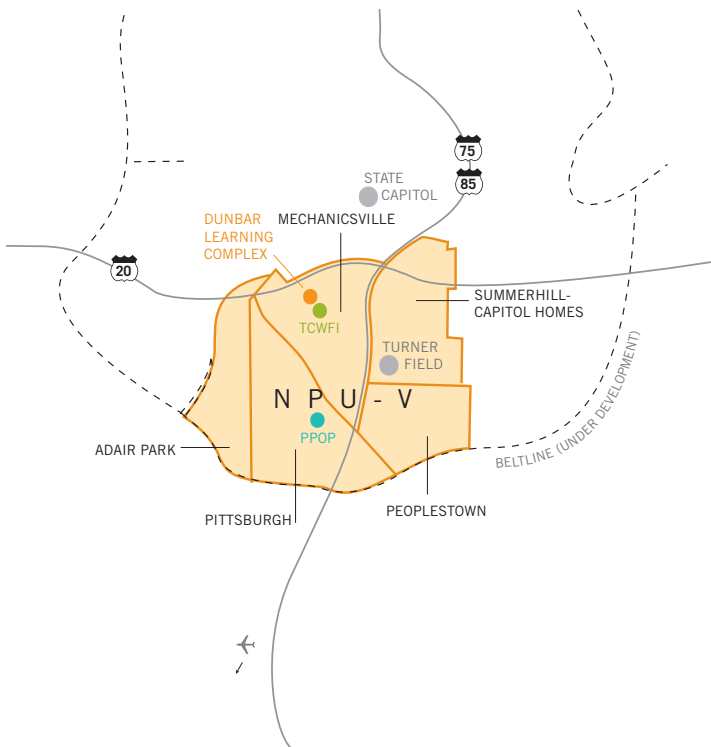 75
85
STATE
CAPITOL
DUNBAR
LEARNING
COMPLEX
MECHANICSVILLE
20
SUMMERHILL-
CAPITOL HOMES
TCWFI
TURNER
FIELD
NPU-V
PPOP
BELTLINE (UNDER DEVELOPMENT)
ADAIR PARK
PITTSBURGH
PEOPLESTOWN